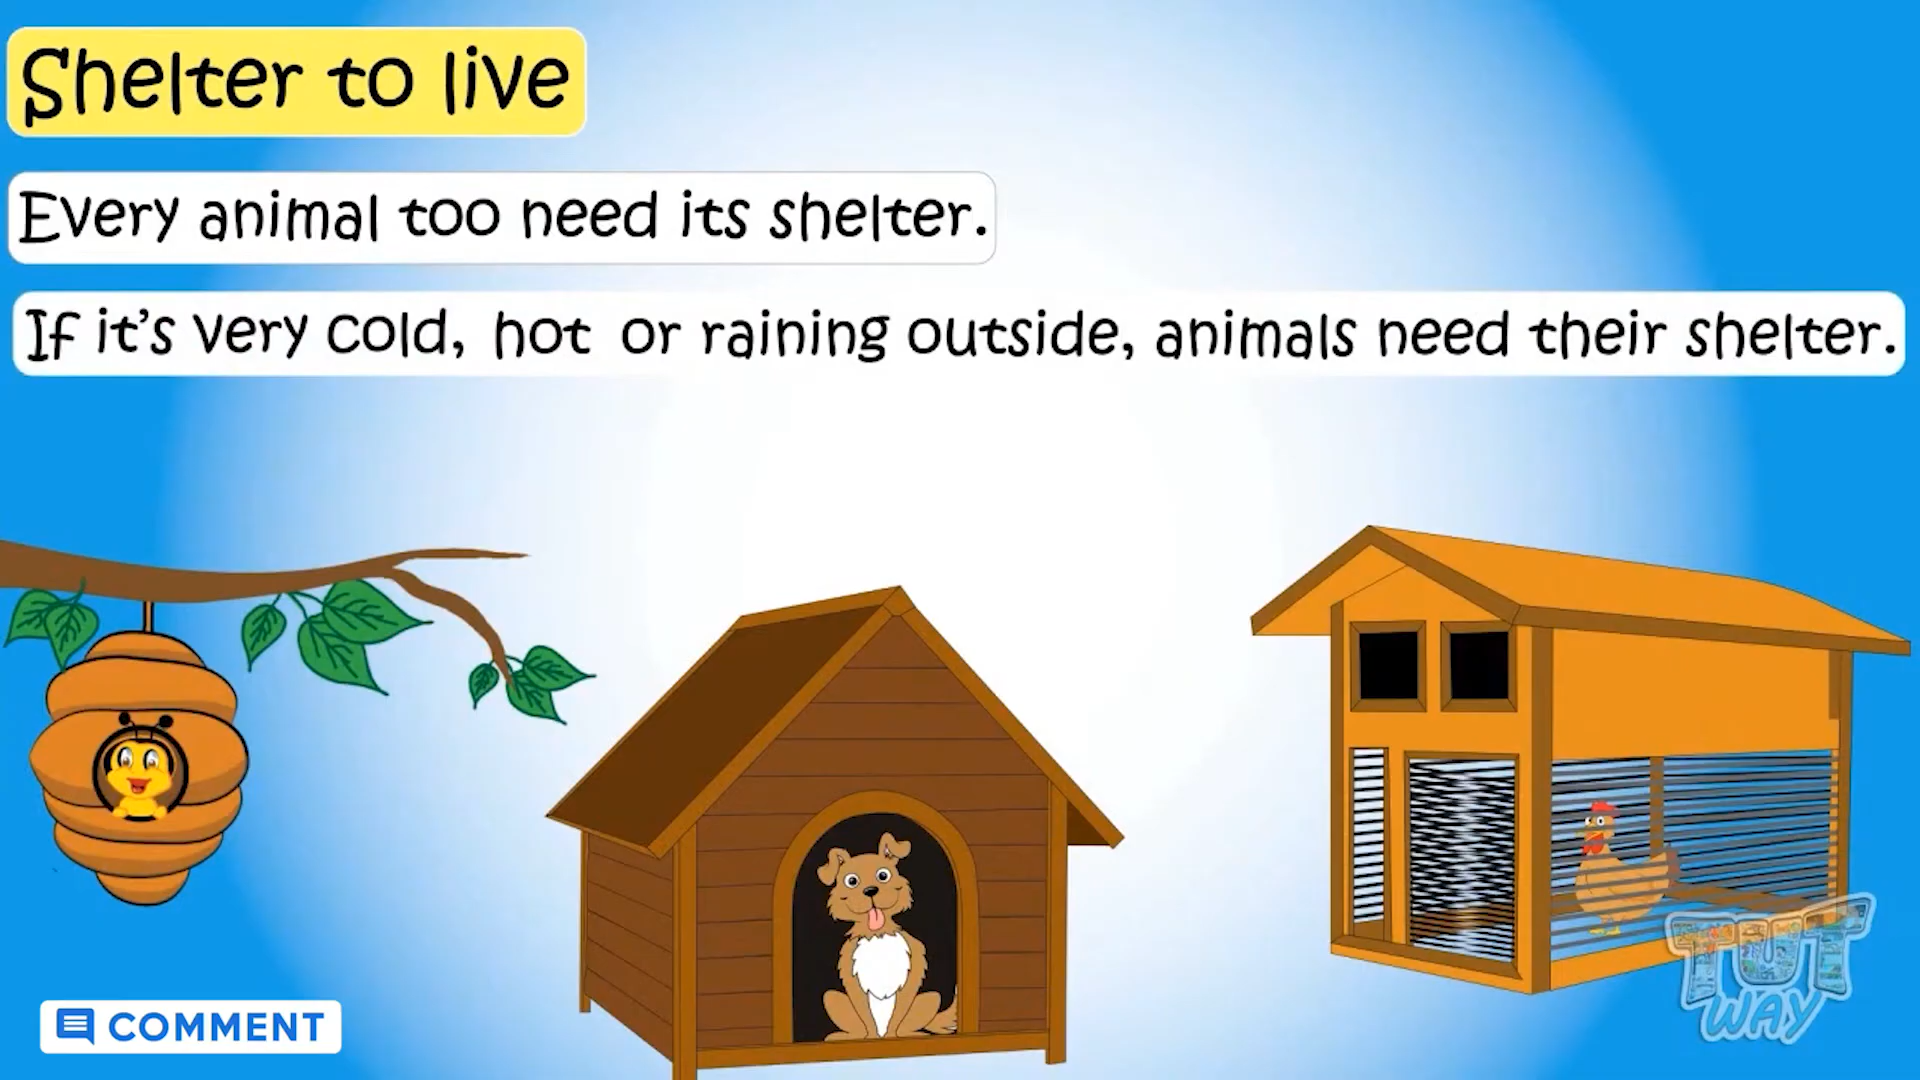 Shelter to live
Every animal too need its shelter.
If it's very cold, hot or raining outside, animals need their shelter.
COMMENT
TUT
WAY